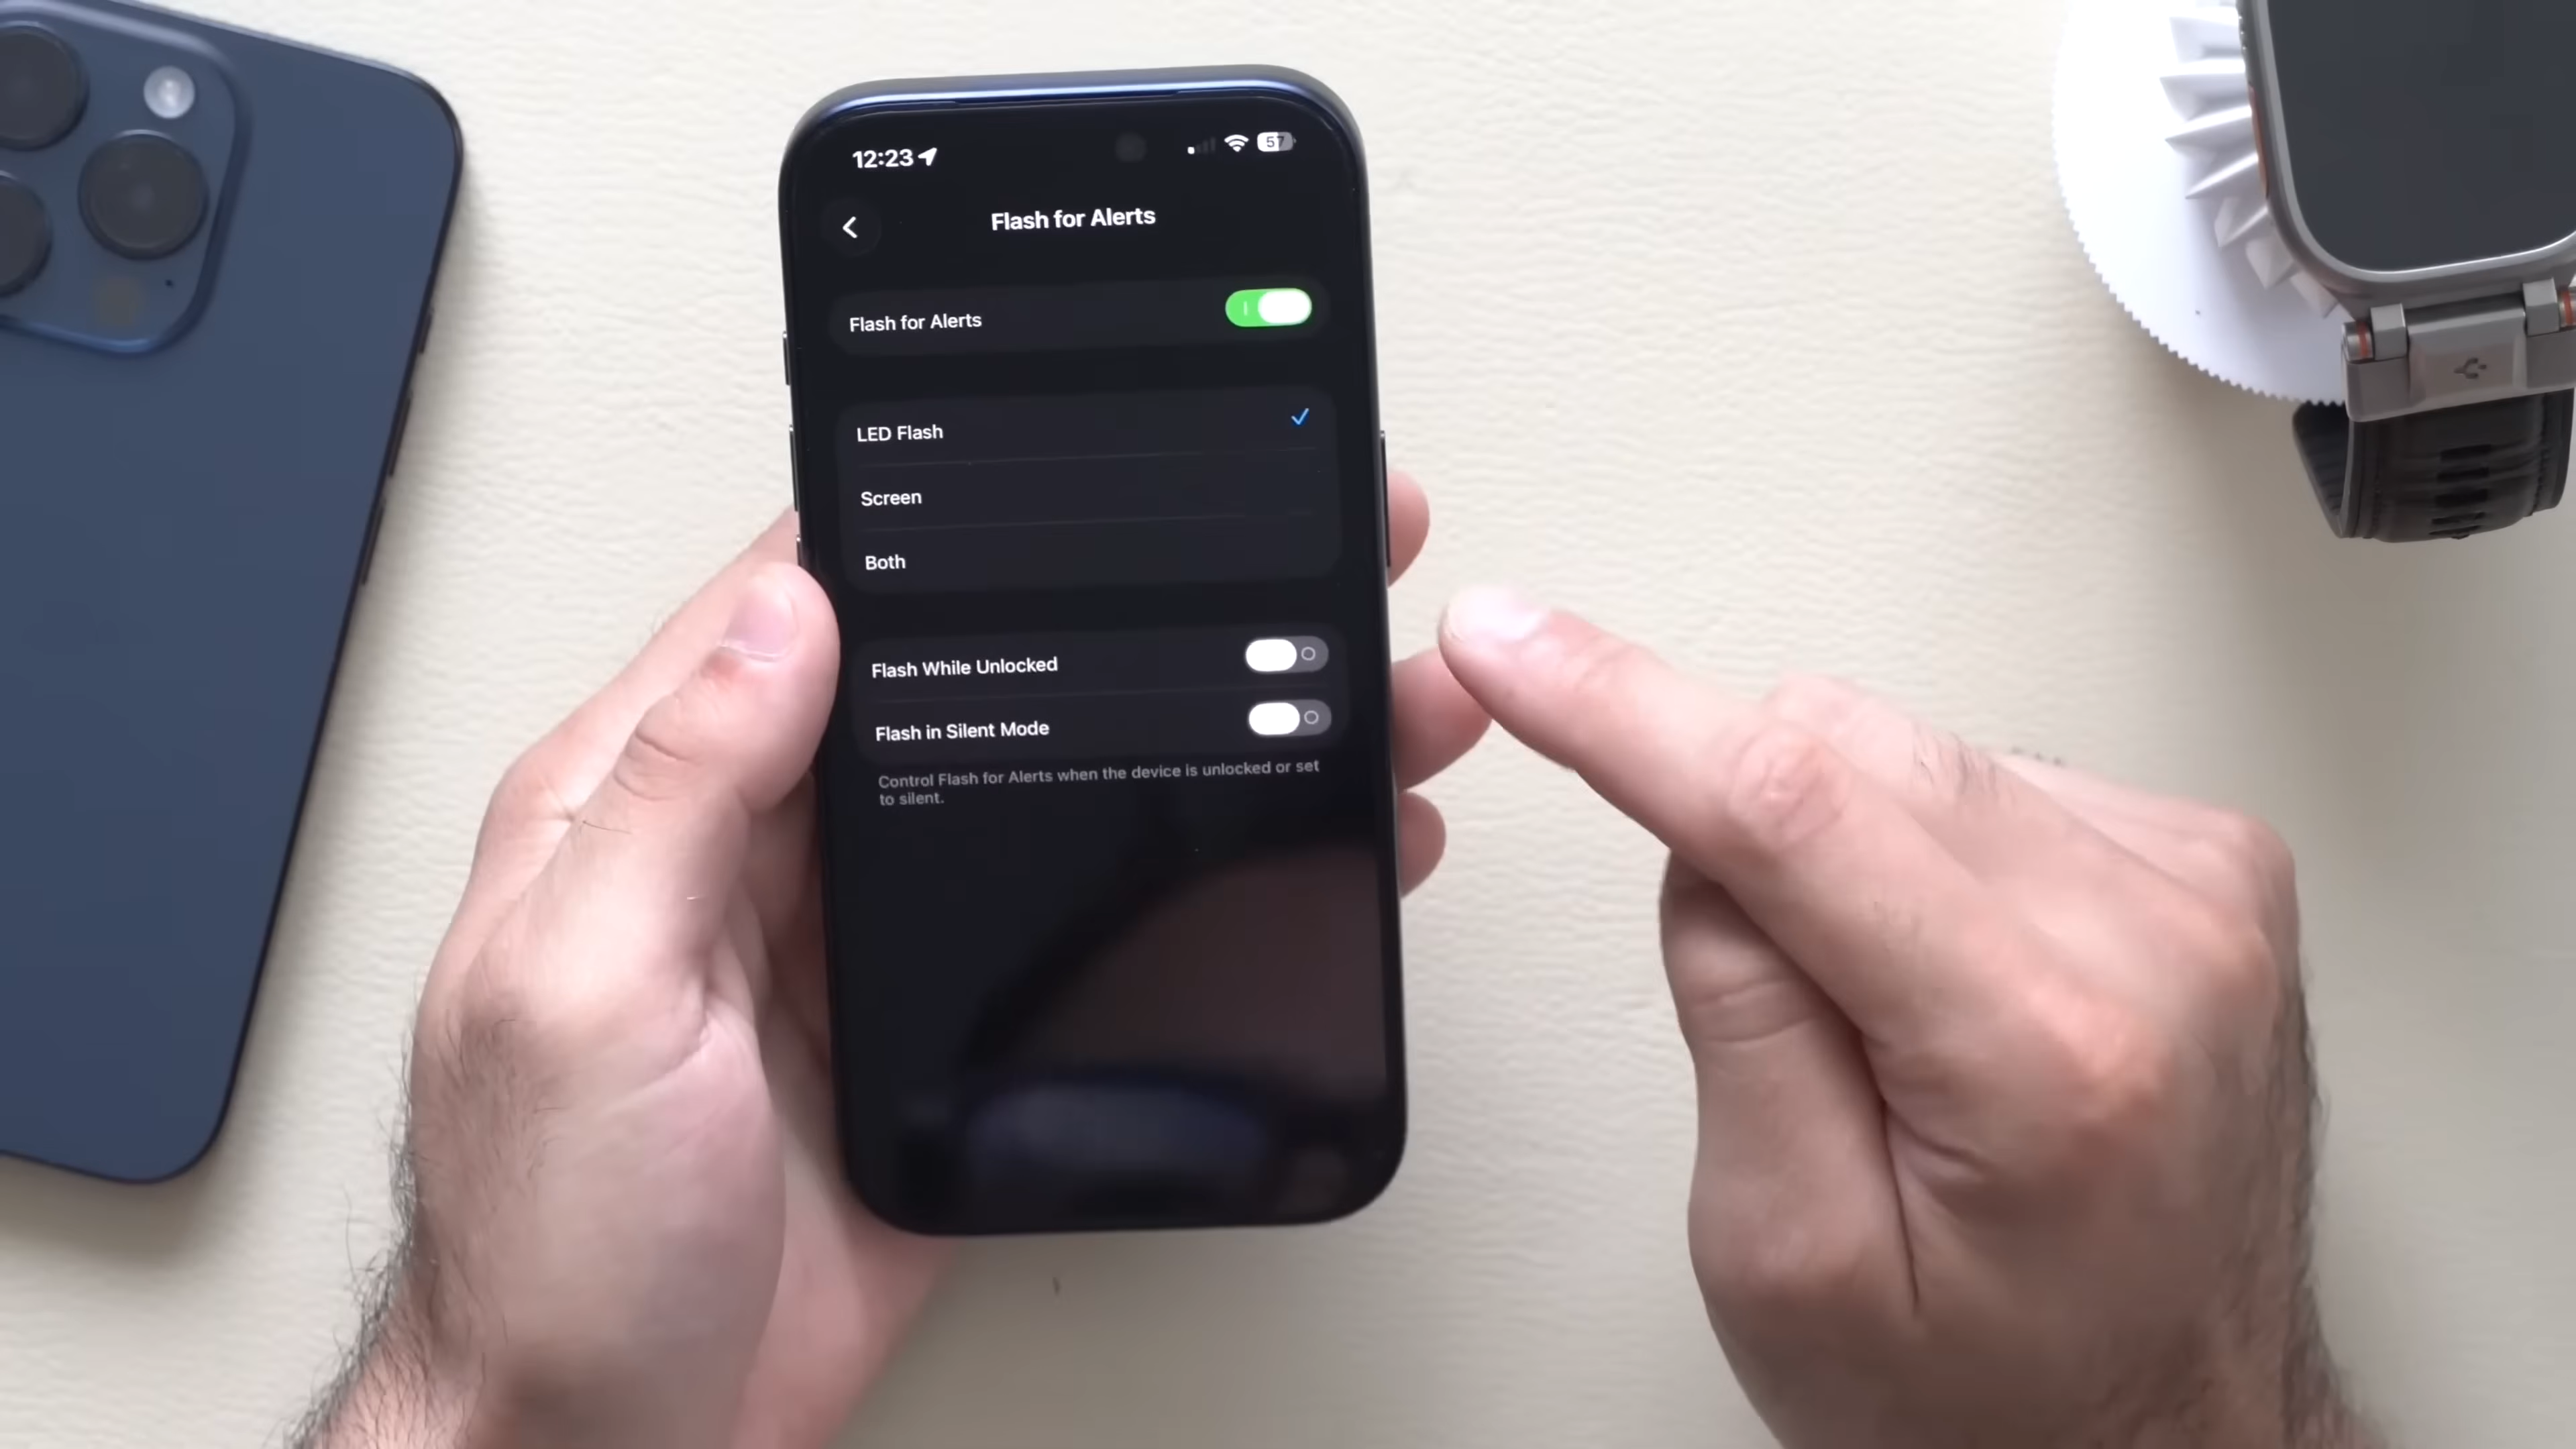 12:23
57
Flash for Alerts
Flash for Alerts
LED Flash
Screen
Both
Flash While Unlocked
Flash in Silent Mode
Control Flash for Alerts when the device is unlocked or set
to silent.